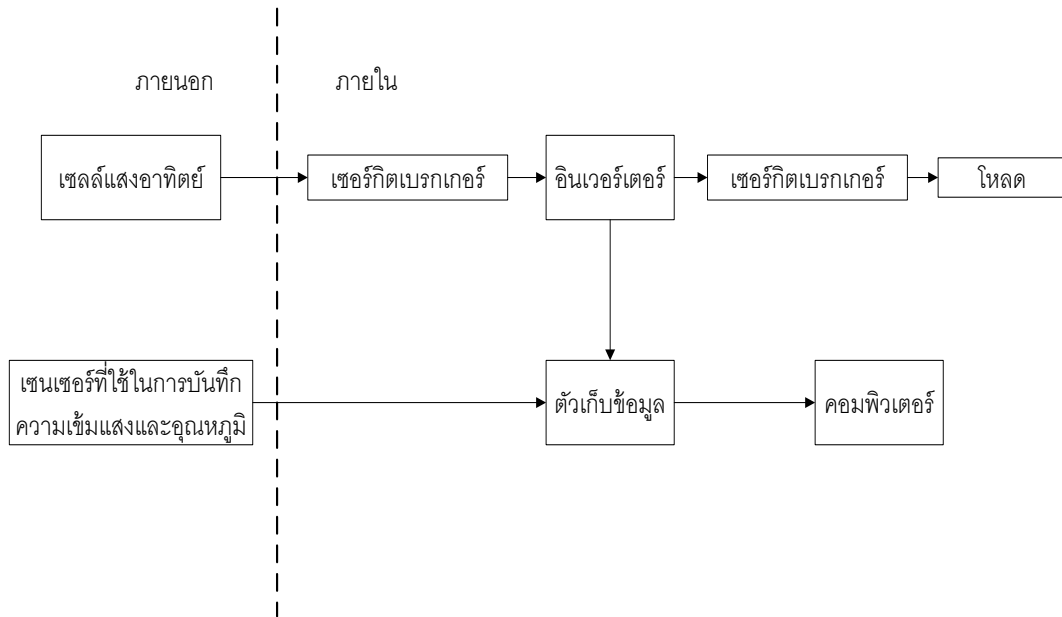 ภายนอก
ภายใน
เซลล์แสงอาทิตย์
เซอร์กิตเบรกเกอร์
อินเวอร์เตอร์
เซอร์กิตเบรกเกอร์
โหลด
เซนเซอร์ที่ใช้ในการบันทึก
ความเข้มแสงและอุณหภูมิ
ตัวเก็บข้อมูล
คอมพิวเตอร์